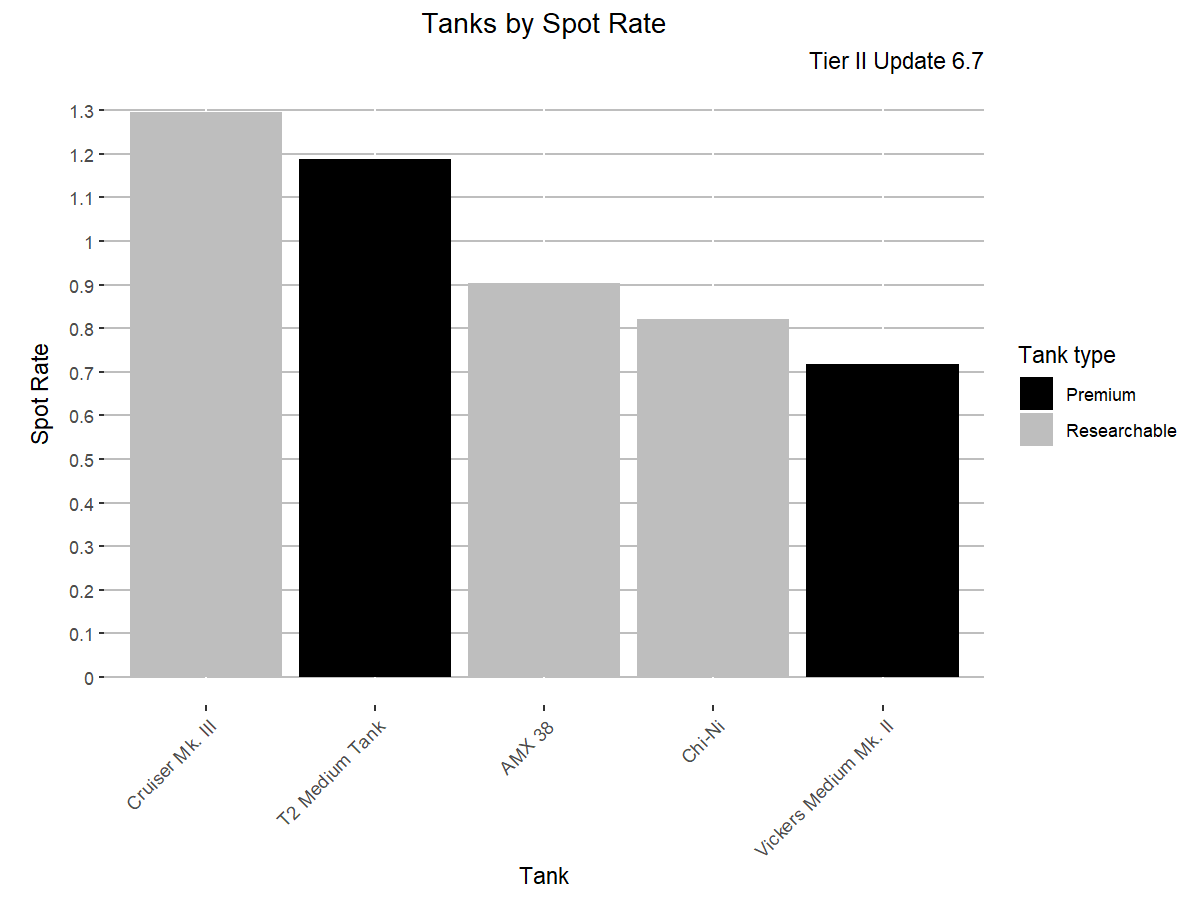 Tanks by Spot Rate
Tier II Update 6.7
1.3
1.2
1.1
1
0.9
0.8
0.7
0.6
0.5
0.4
0.3
0.2
0.1
0
Spot Rate
Cruiser Mk. III
T2 Medium Tank
AMX 38
Chi-Ni
Vickers Medium Mk. II
Tank
Tank type
Premium
Researchable